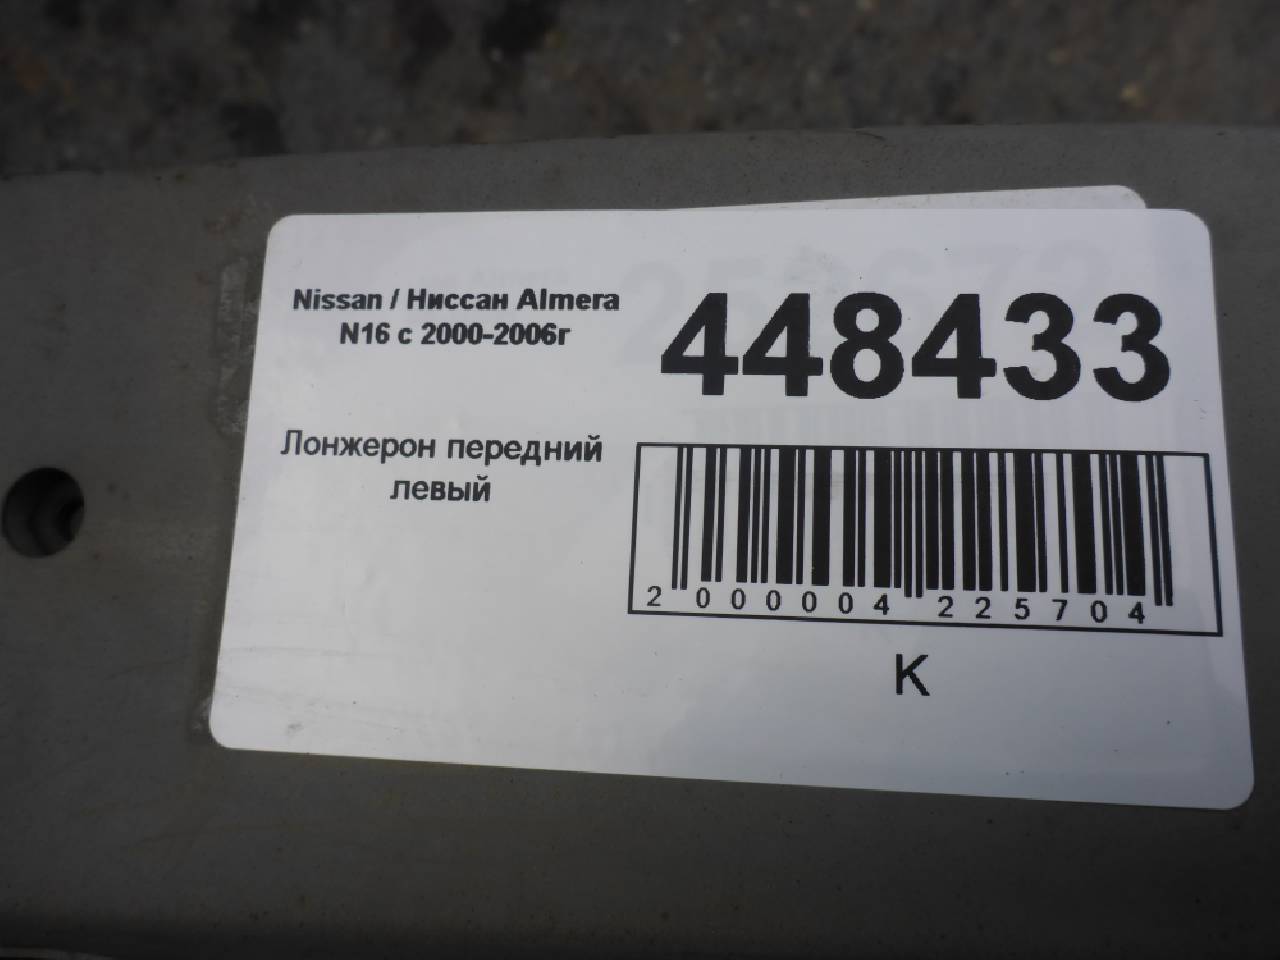 Nissan / Ниссан Almera
N16 с 2000-2006г
448433
Лонжерон передний
левый
2 000004 225704
К